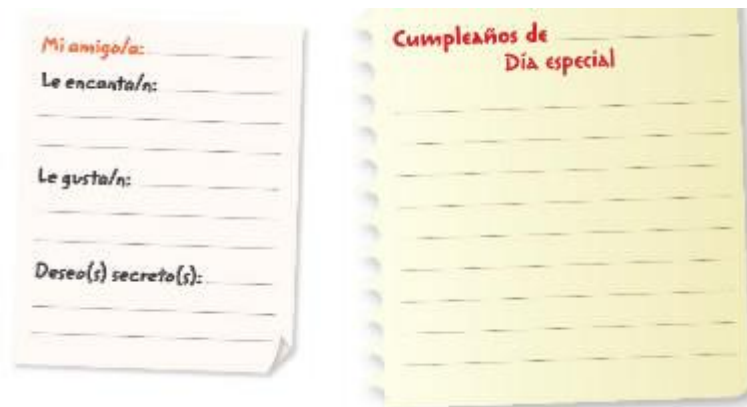 Mi amigo/a:
Le encanta/n:
Le gusta/n:
Deseo(s) secreto(s):
Cumpleaños de
Día especial